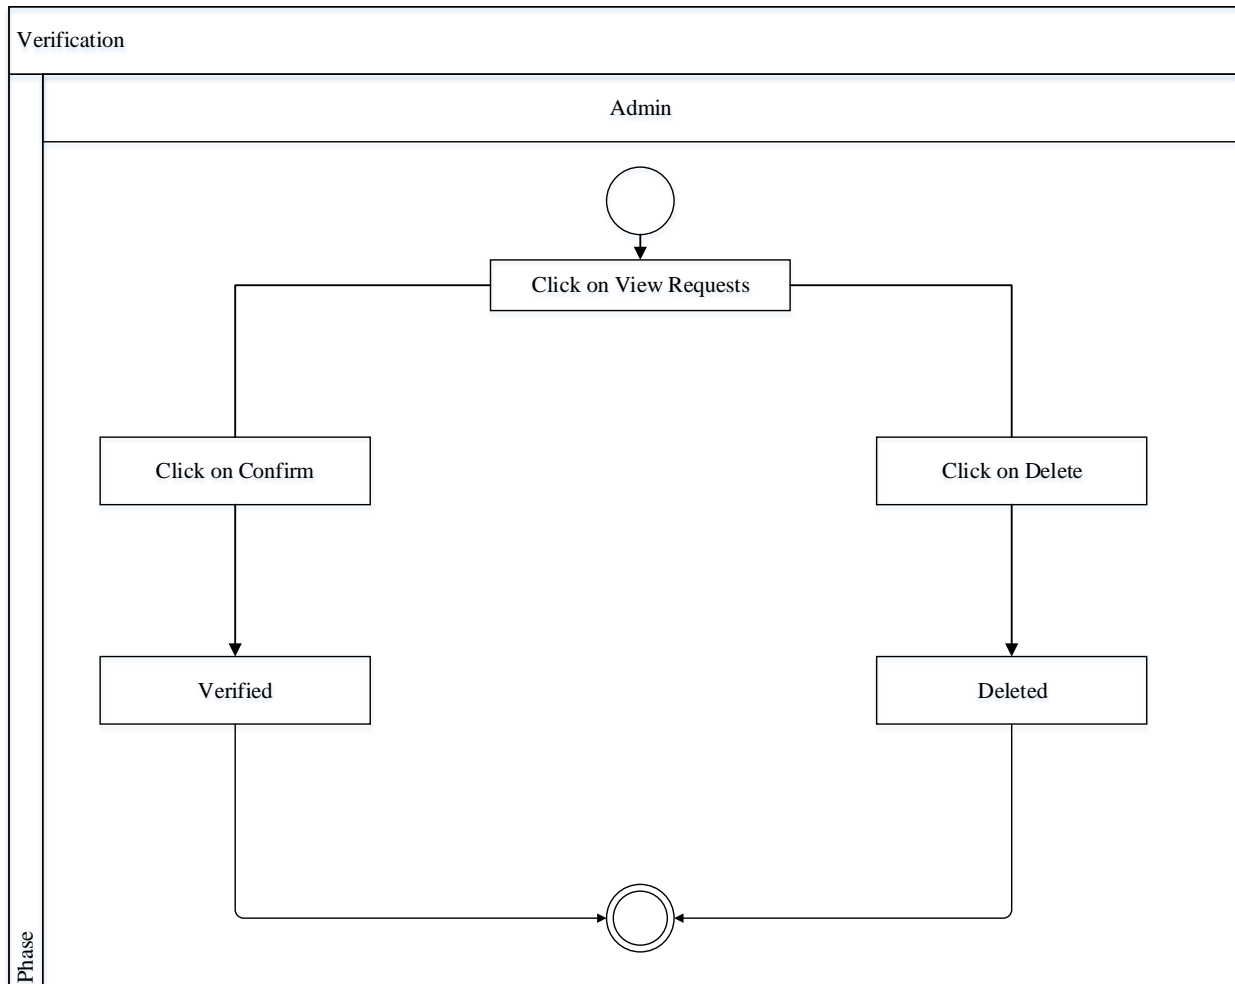 Verification
Admin
Click on View Requests
Click on Confirm
Click on Delete
Verified
Deleted
Phase